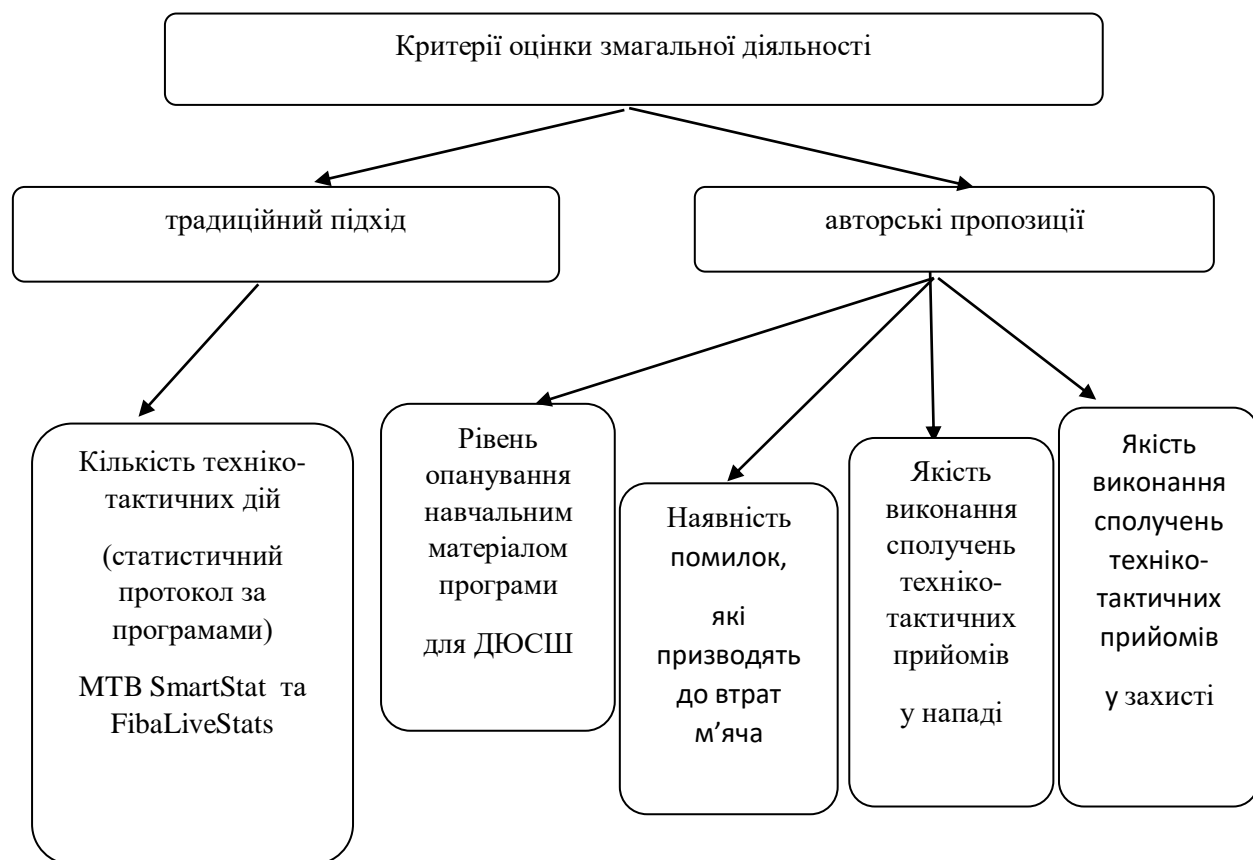 Критерії оцінки змагальної діяльності
традиційний підхід
авторські пропозиції
Кількість техніко-
тактичних дій
(статистичний
протокол за
програмами)
МТВ SmartStat та
FibaLiveStats
Рівень
опанування
навчальним
матеріалом
програми
для ДЮСШ
Наявність
помилок,
які
призводять
до втрат
м’яча
Якість
виконання
сполучень
техніко-
тактичних
прийомів
у нападі
Якість
виконання
сполучень
техніко-
тактичних
прийомів
у захисті